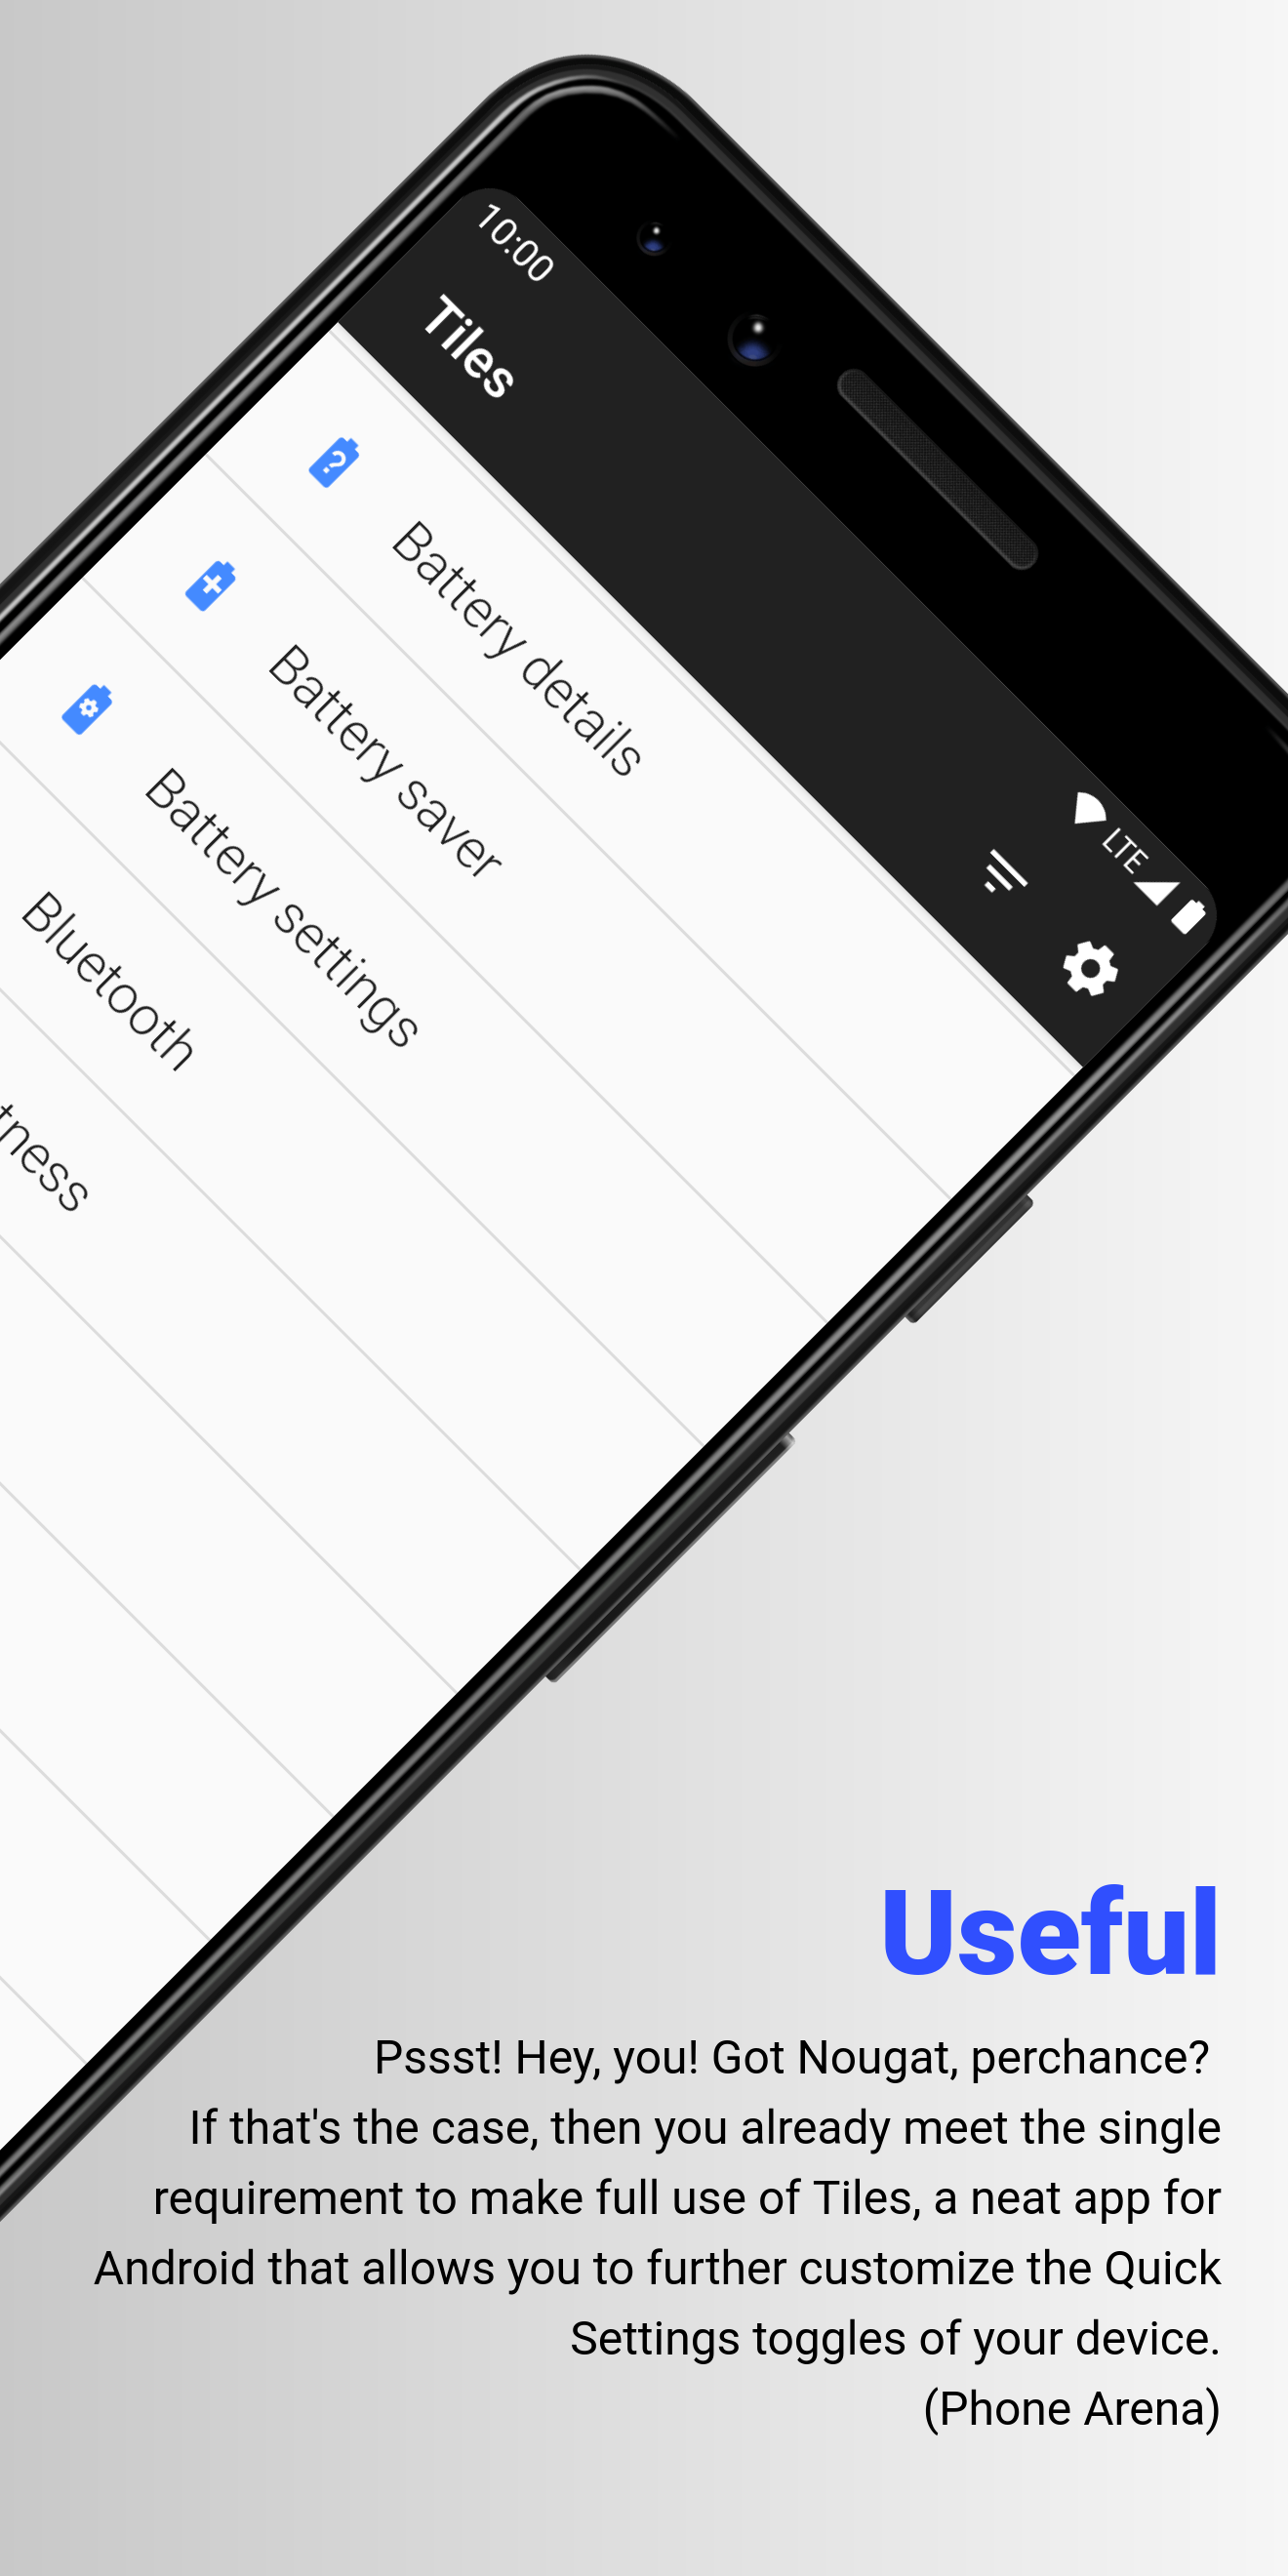 10:00
LTE
Tiles
Battery details
Battery saver
Battery settings
Bluetooth
tness
Useful
Pssst! Hey, you! Got Nougat, perchance?
If that's the case, then you already meet the single
requirement to make full use of Tiles, a neat app for
Android that allows you to further customize the Quick
Settings toggles of your device.
(Phone Arena)